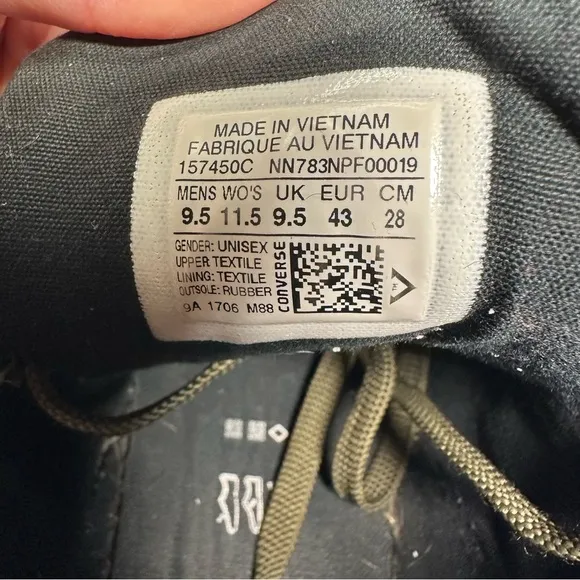 MADE IN VIETNAM
FABRIQUE AU VIETNAM
157450C NN783NPF00019
MENS WO'S UK EUR CM
9.5 11.5 9.5 43 28
GENDER: UNISEX
UPPER TEXTILE
LINING: TEXTILE
OUTSOLE: RUBBER
9A 1706 M88
CONVERSE
TM